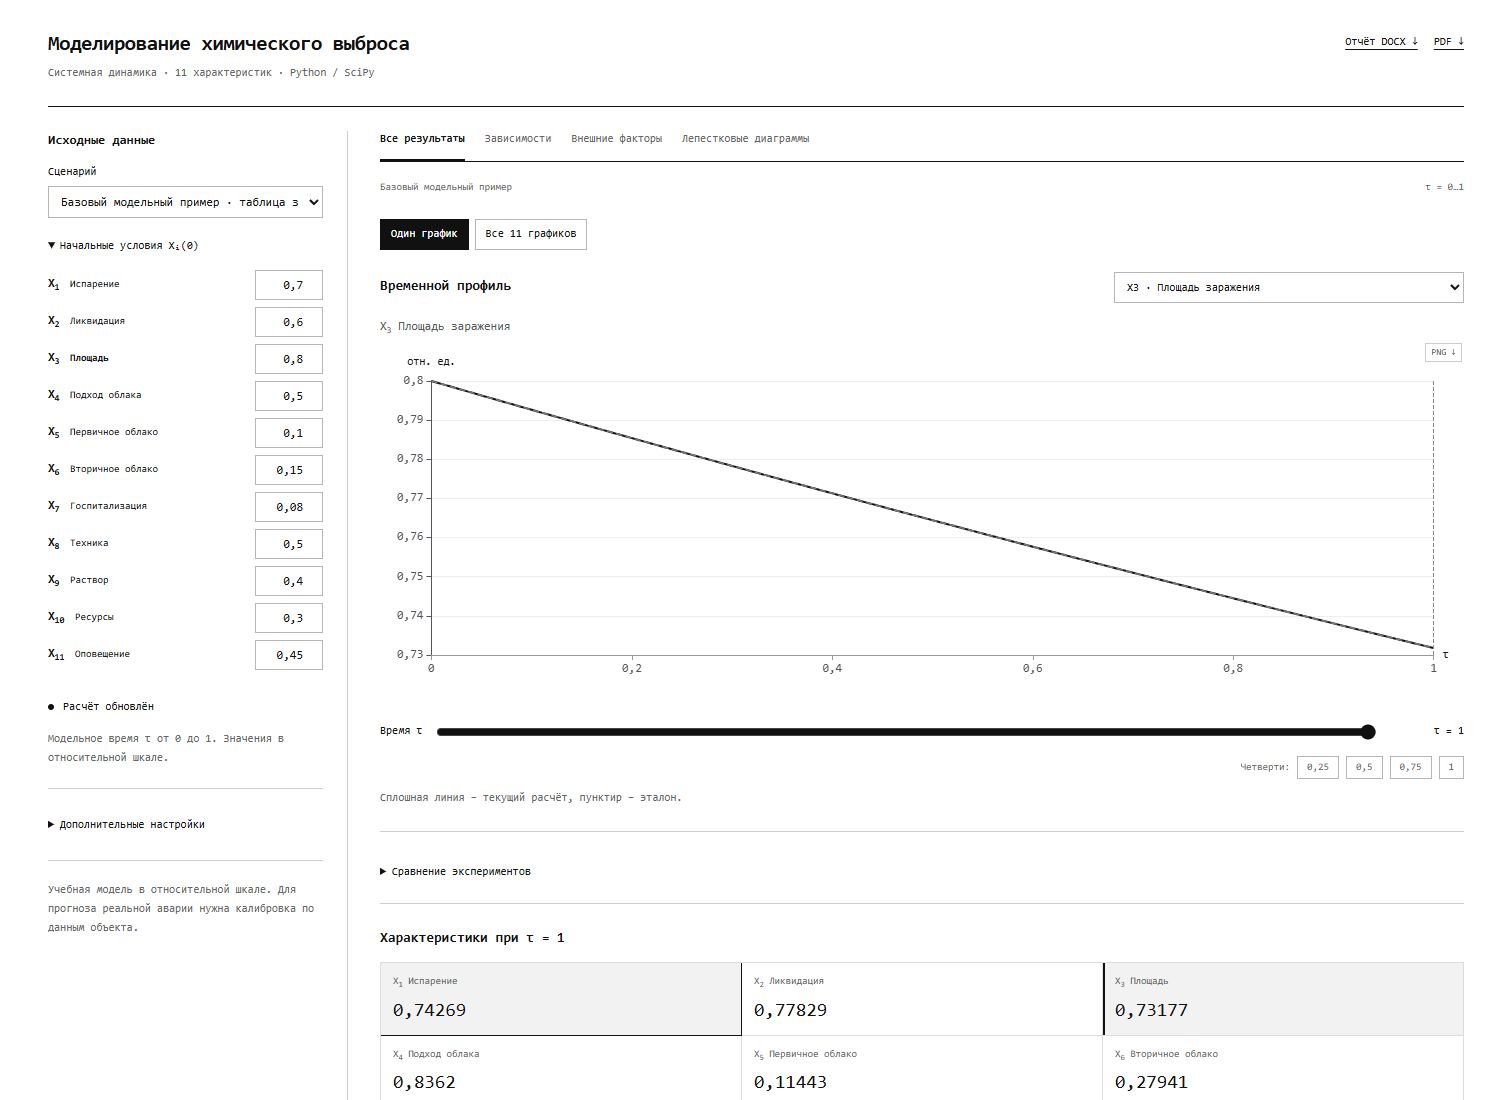 Моделирование химического выброса
Отчёт DOCX ↓ PDF ↓
Системная динамика · 11 характеристик · Python / SciPy
Исходные данные
Сценарий
Базовый модельный пример · таблица з
▼ Начальные условия Xᵢ(0)
X₁ Испарение 0,7
X₂ Ликвидация 0,6
X₃ Площадь 0,8
X₄ Подход облака 0,5
X₅ Первичное облако 0,1
X₆ Вторичное облако 0,15
X₇ Госпитализация 0,08
X₈ Техника 0,5
X₉ Раствор 0,4
X₁₀ Ресурсы 0,3
X₁₁ Оповещение 0,45
● Расчёт обновлён
Модельное время τ от 0 до 1. Значения в
относительной шкале.
▶ Дополнительные настройки
Учебная модель в относительной шкале. Для
прогноза реальной аварии нужна калибровка по
данным объекта.
Все результаты Зависимости Внешние факторы Лепестковые диаграммы
Базовый модельный пример τ = 0…1
Один график Все 11 графиков
Временной профиль X3 · Площадь заражения
X₃ Площадь заражения
PNG ↓
отн. ед.
0,8
0,79
0,78
0,77
0,76
0,75
0,74
0,73
0 0,2 0,4 0,6 0,8 1 τ
Время τ τ = 1
Четверти: 0,25 0,5 0,75 1
Сплошная линия – текущий расчёт, пунктир – эталон.
▶ Сравнение экспериментов
Характеристики при τ = 1
X₁ Испарение X₂ Ликвидация X₃ Площадь
0,74269 0,77829 0,73177
X₄ Подход облака X₅ Первичное облако X₆ Вторичное облако
0,8362 0,11443 0,27941